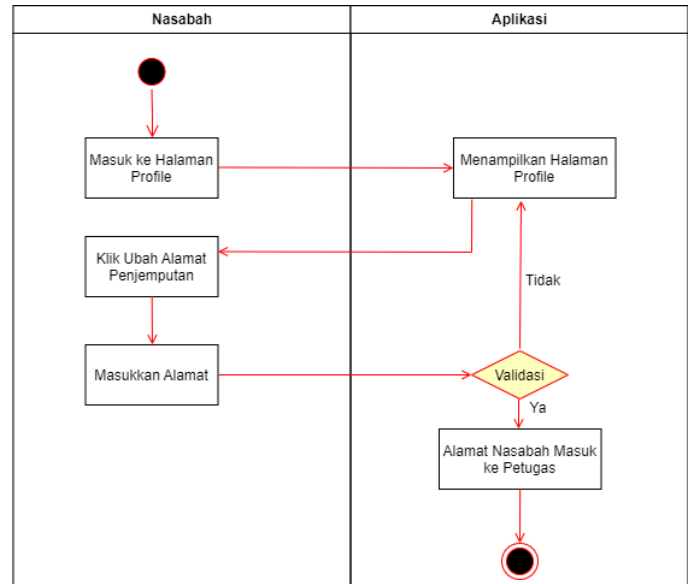 Nasabah
Aplikasi
Masuk ke Halaman
Profile
Menampilkan Halaman
Profile
Klik Ubah Alamat
Penjemputan
Tidak
Masukkan Alamat
Validasi
Ya
Alamat Nasabah Masuk
ke Petugas